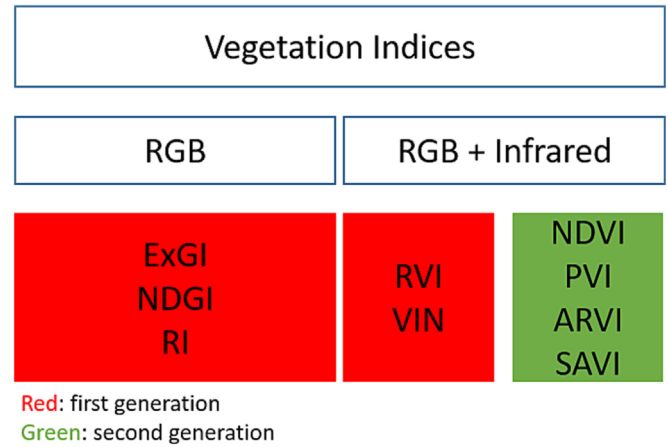 Vegetation Indices
RGB
RGB + Infrared
ExGI
NDGI
RI
RVI
VIN
NDVI
PVI
ARVI
SAVI
Red: first generation
Green: second generation